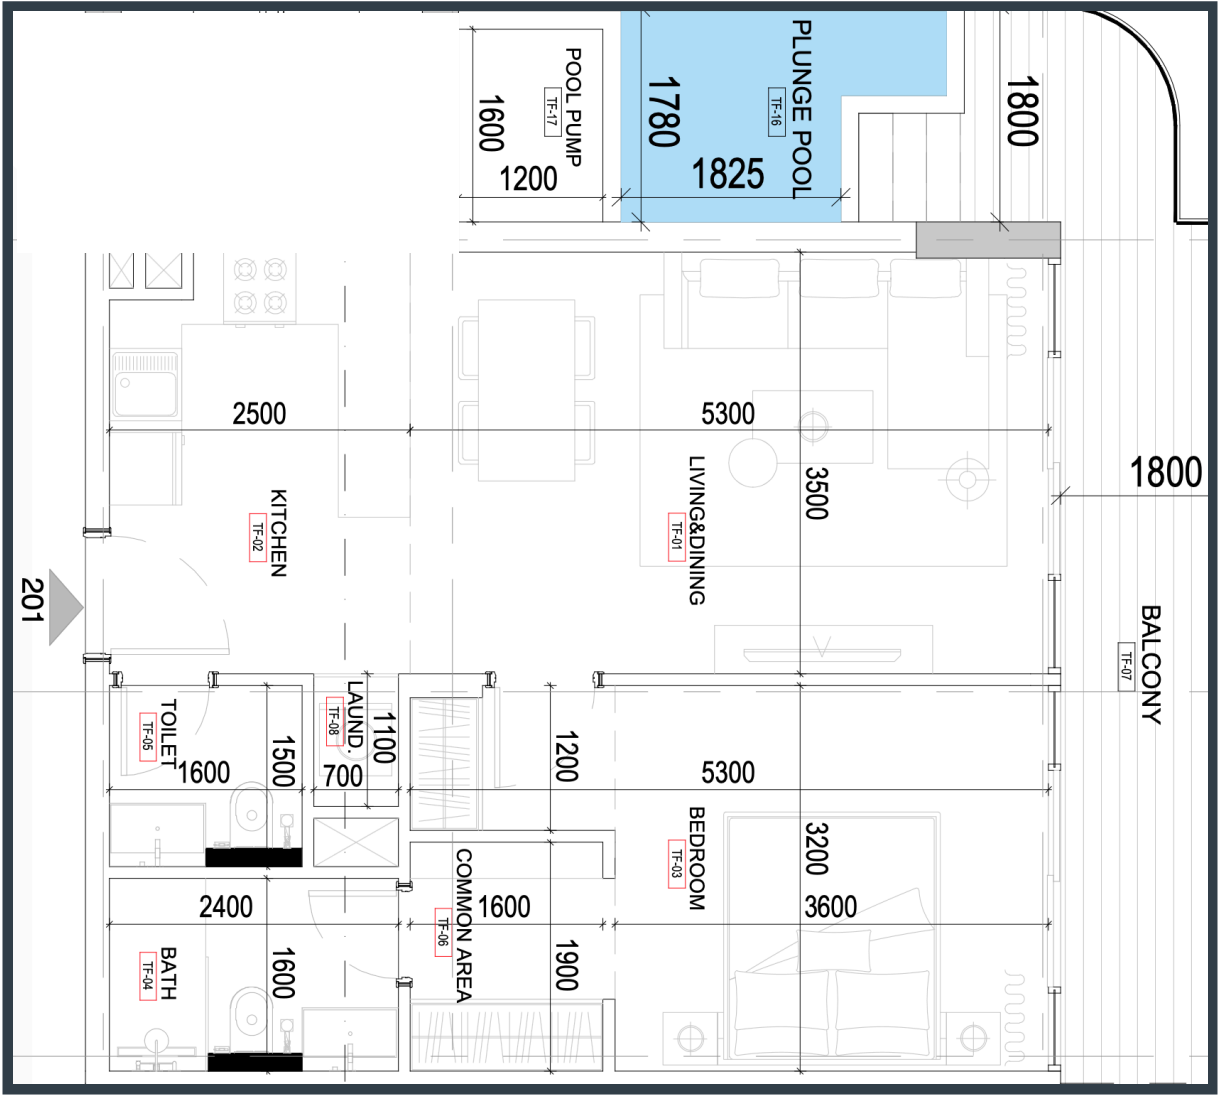 PLUNGE POOL
TF-16
1780
1825
POOL PUMP
TF-17
1600
1200
1800
2500
5300
3500
KITCHEN
TF-02
LIVING&DINING
TF-01
1800
BALCONY
TF-07
201
TOILET
TF-05
1600
1500
LAUND.
TF-08
1100
700
1200
5300
BEDROOM
TF-03
3200
3600
COMMON AREA
TF-06
1600
1900
2400
BATH
TF-04
1600